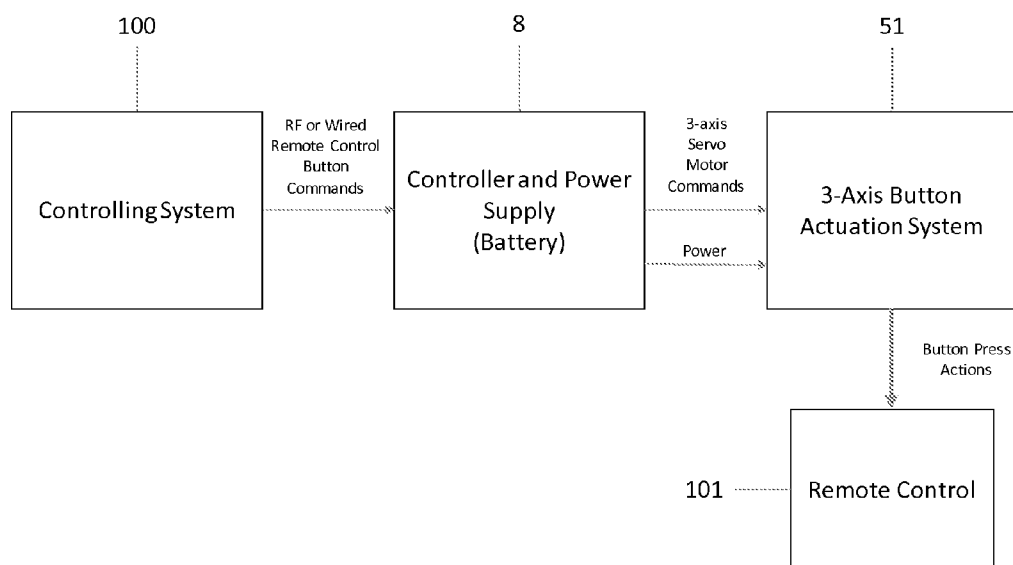 100
8
51
Controlling System
RF or Wired
Remote Control
Button
Commands
Controller and Power
Supply
(Battery)
3-axis
Servo
Motor
Commands
Power
3-Axis Button
Actuation System
Button Press
Actions
101
Remote Control